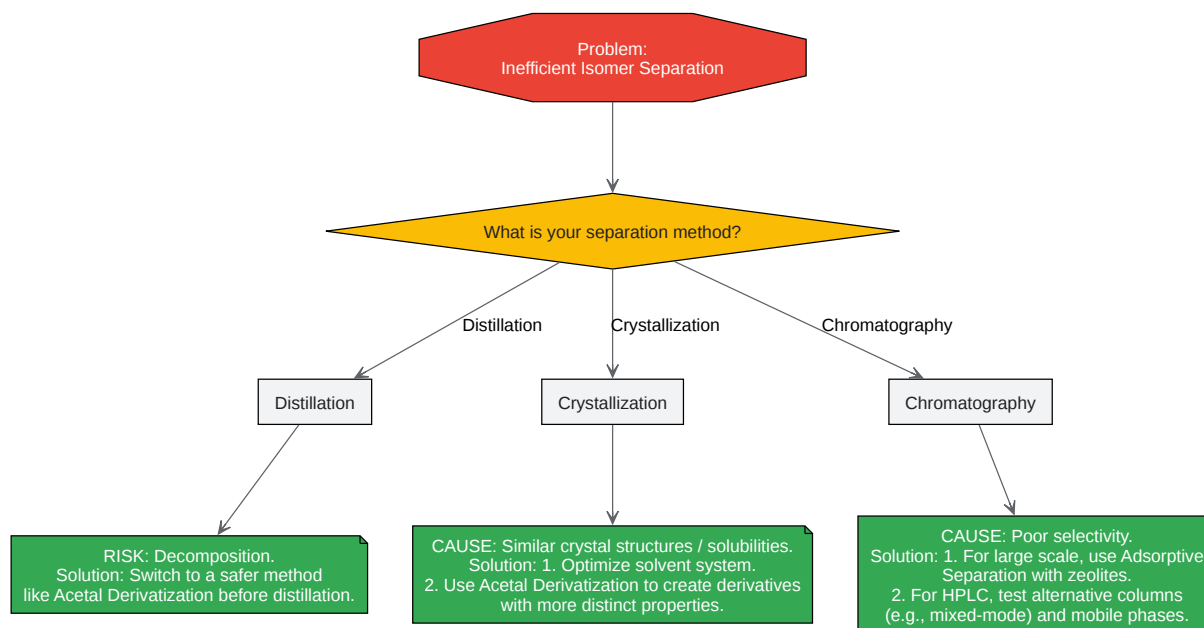 Problem:
Inefficient Isomer Separation
What is your separation method?
Distillation
Crystallization
Chromatography
Distillation
Crystallization
Chromatography
RISK: Decomposition.
Solution: Switch to a safer method
like Acetal Derivatization before distillation.
CAUSE: Similar crystal structures / solubilities.
Solution: 1. Optimize solvent system.
2. Use Acetal Derivatization to create derivatives
with more distinct properties.
CAUSE: Poor selectivity.
Solution: 1. For large scale, use Adsorptive
Separation with zeolites.
2. For HPLC, test alternative columns
(e.g., mixed-mode) and mobile phases.